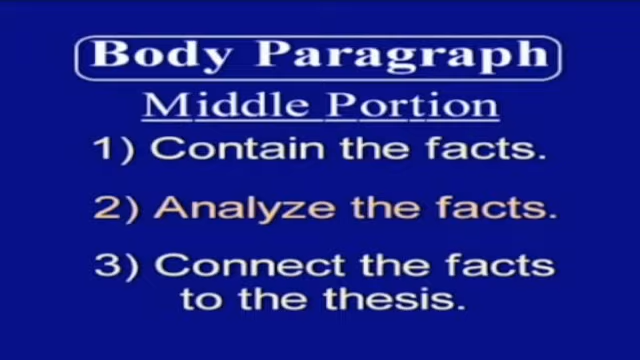 Body Paragraph
Middle Portion
1) Contain the facts.
2) Analyze the facts.
3) Connect the facts
to the thesis.